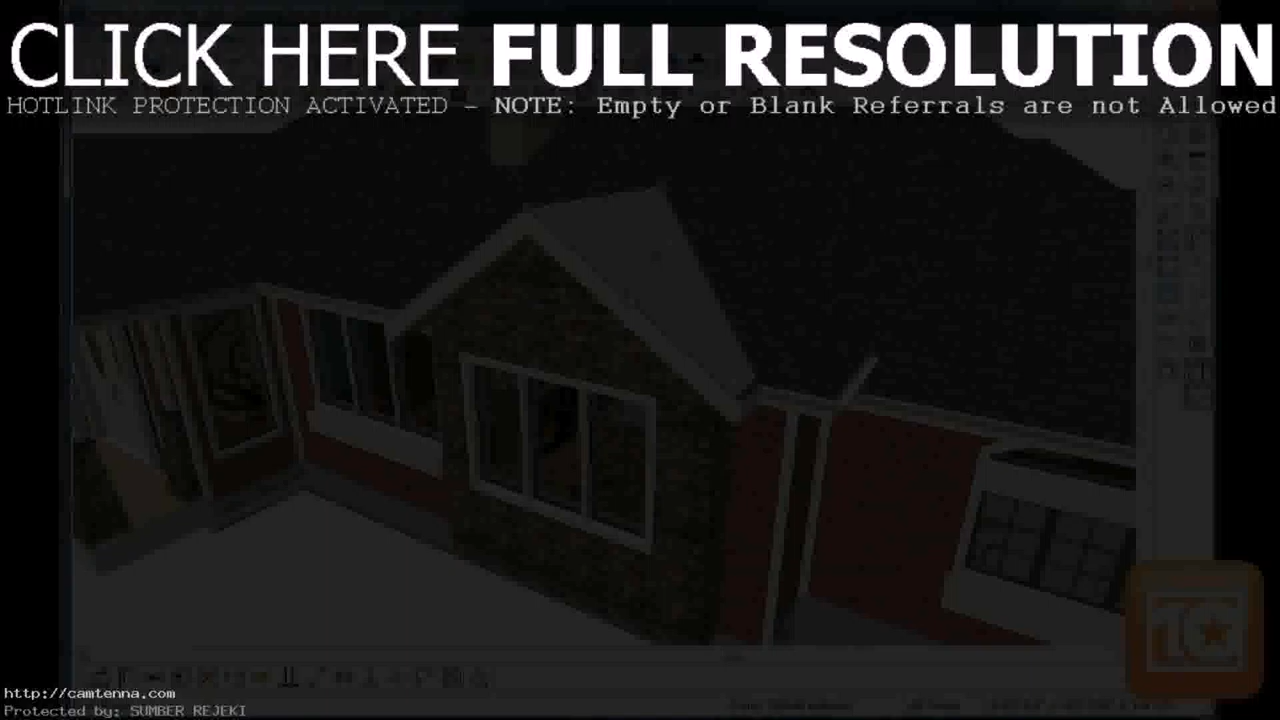 CLICK HERE FULL RESOLUTION
HOTLINK PROTECTION ACTIVATED - NOTE: Empty or Blank Referrals are not Allowed
http://camtenna.com
Protected by: SUMBER REJEKI